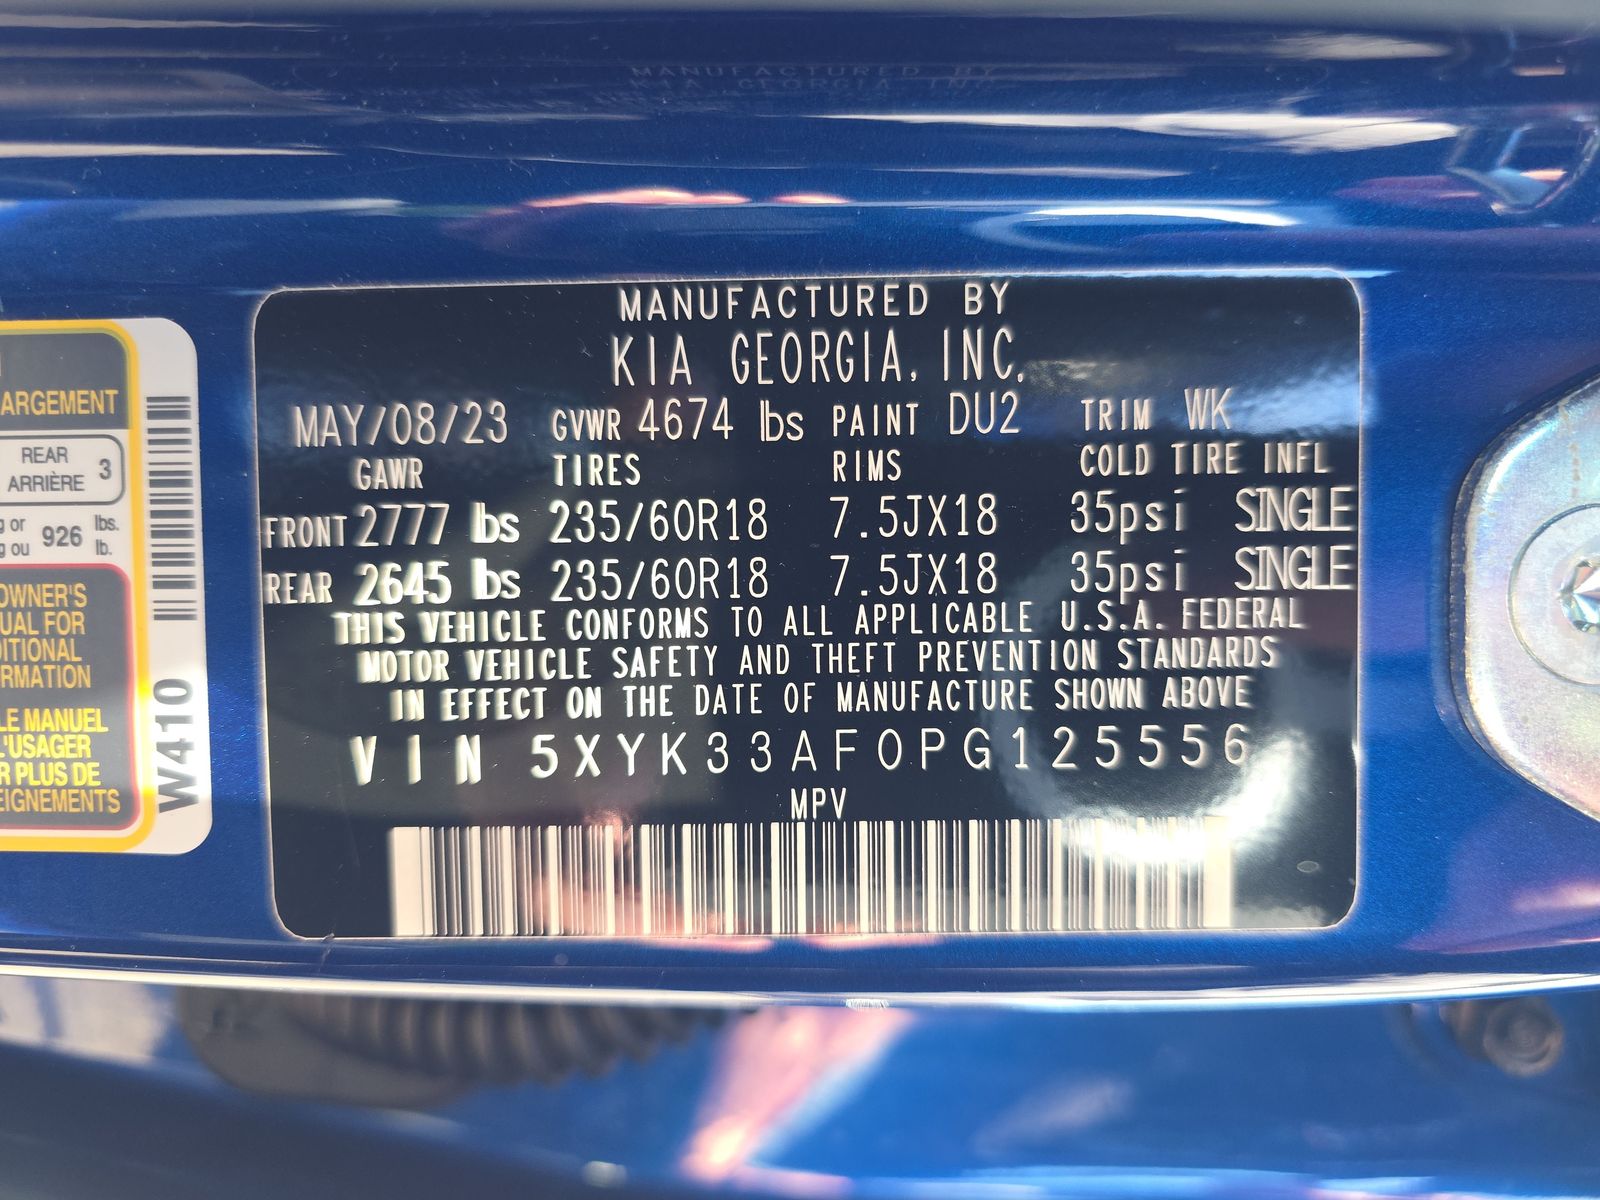 MANUFACTURED BY
KIA GEORGIA, INC.
MAY/08/23 GVWR 4674 lbs PAINT DU2 TRIM WK
GAWR TIRES RIMS COLD TIRE INFL
FRONT 2777 lbs 235/60R18 7.5JX18 35psi SINGLE
REAR 2645 lbs 235/60R18 7.5JX18 35psi SINGLE
THIS VEHICLE CONFORMS TO ALL APPLICABLE U.S.A. FEDERAL
MOTOR VEHICLE SAFETY AND THEFT PREVENTION STANDARDS
IN EFFECT ON THE DATE OF MANUFACTURE SHOWN ABOVE
VIN 5XYK33AF0PG125556
MPV
ARGEMENT
REAR
ARRIÈRE 3
g or 926 lbs.
g ou lb.
OWNER'S
UAL FOR
DITIONAL
RMATION
LE MANUEL
L'USAGER
R PLUS DE
EIGNEMENTS
W410